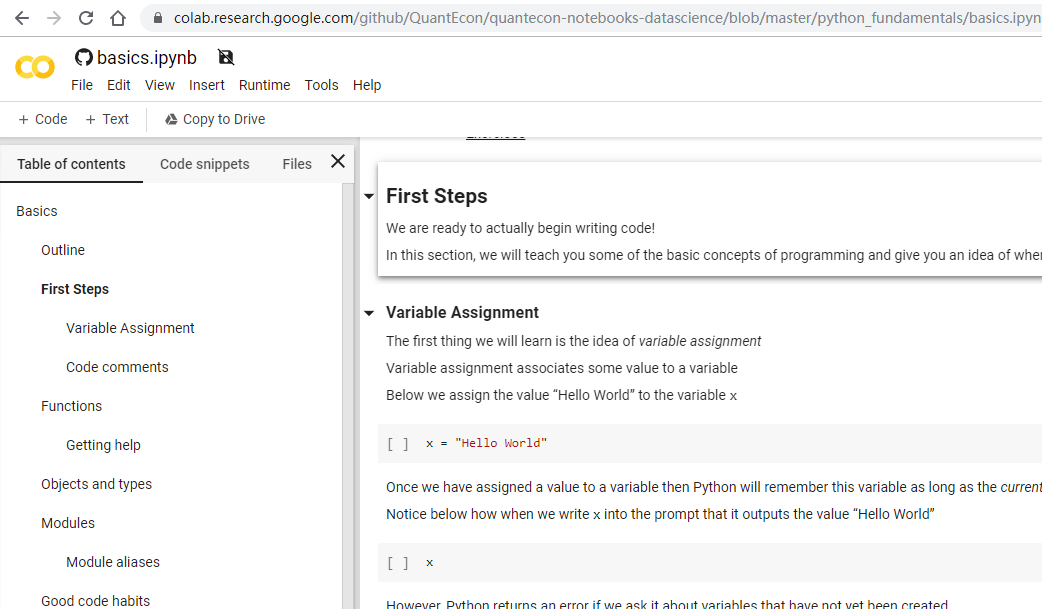 colab.research.google.com/github/QuantEcon/quantecon-notebooks-datascience/blob/master/python_fundamentals/basics.ipyn
basics.ipynb
File Edit View Insert Runtime Tools Help
+ Code + Text Copy to Drive
Table of contents Code snippets Files
Basics
Outline
First Steps
Variable Assignment
Code comments
Functions
Getting help
Objects and types
Modules
Module aliases
Good code habits
Exercises
First Steps
We are ready to actually begin writing code!
In this section, we will teach you some of the basic concepts of programming and give you an idea of wher
Variable Assignment
The first thing we will learn is the idea of variable assignment
Variable assignment associates some value to a variable
Below we assign the value “Hello World” to the variable x
[ ] x = "Hello World"
Once we have assigned a value to a variable then Python will remember this variable as long as the current
Notice below how when we write x into the prompt that it outputs the value “Hello World”
[ ] x
However, Python returns an error if we ask it about variables that have not yet been created